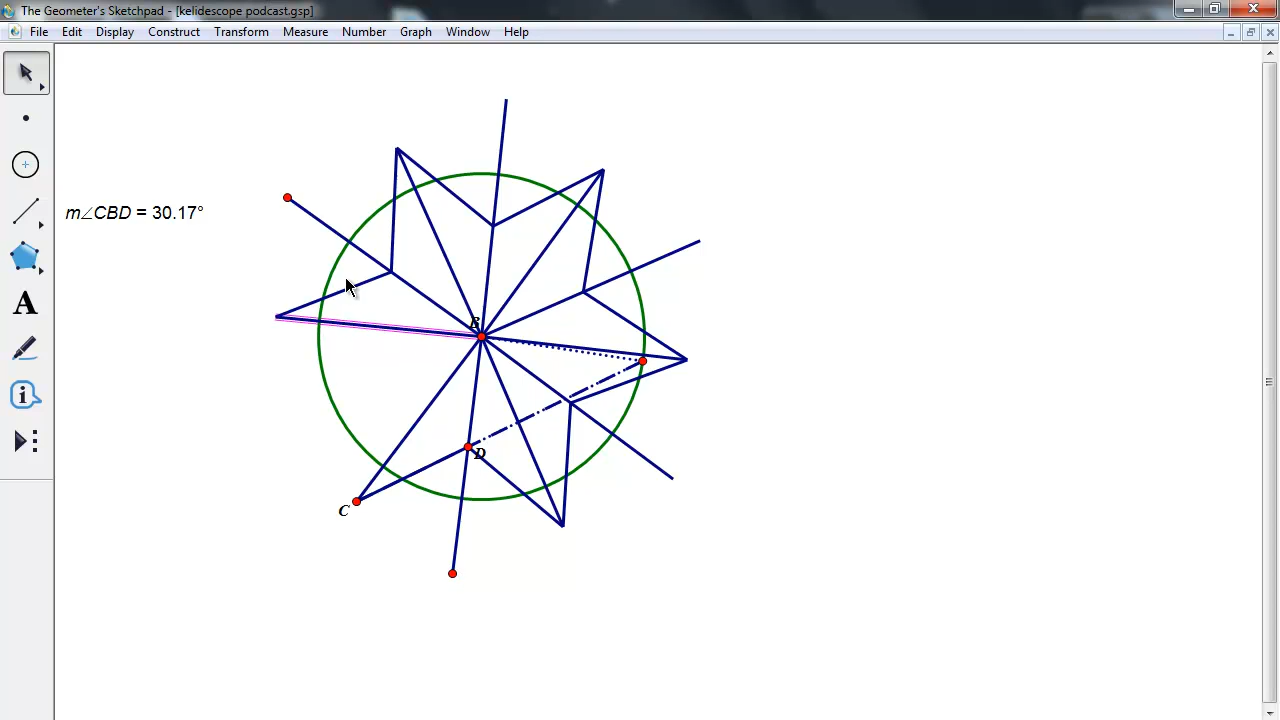 The Geometer's Sketchpad - [kelidescope podcast.gsp]
File Edit Display Construct Transform Measure Number Graph Window Help
m∠CBD = 30.17°
B
D
C
A
i